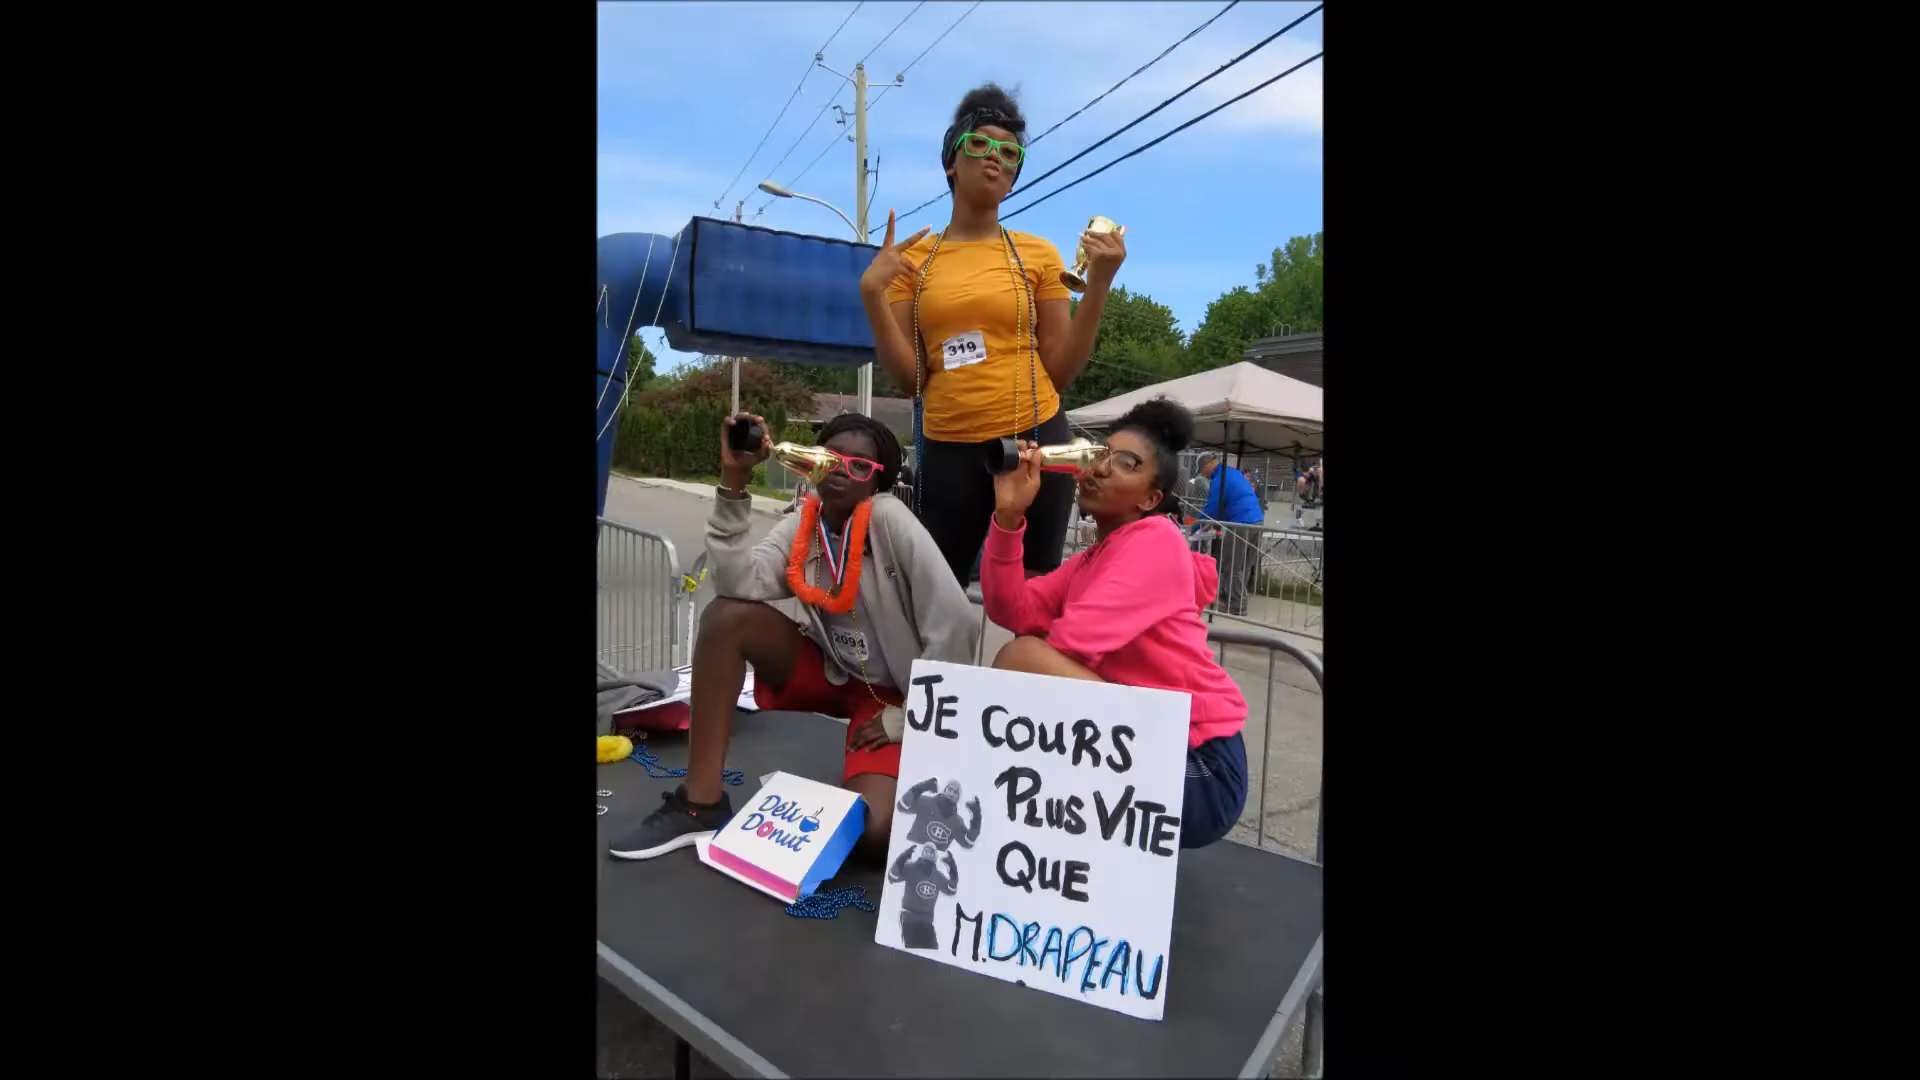 319
2094
Déli
Donut
JE COURS
PLUS VITE
QUE
M.DRAPEAU